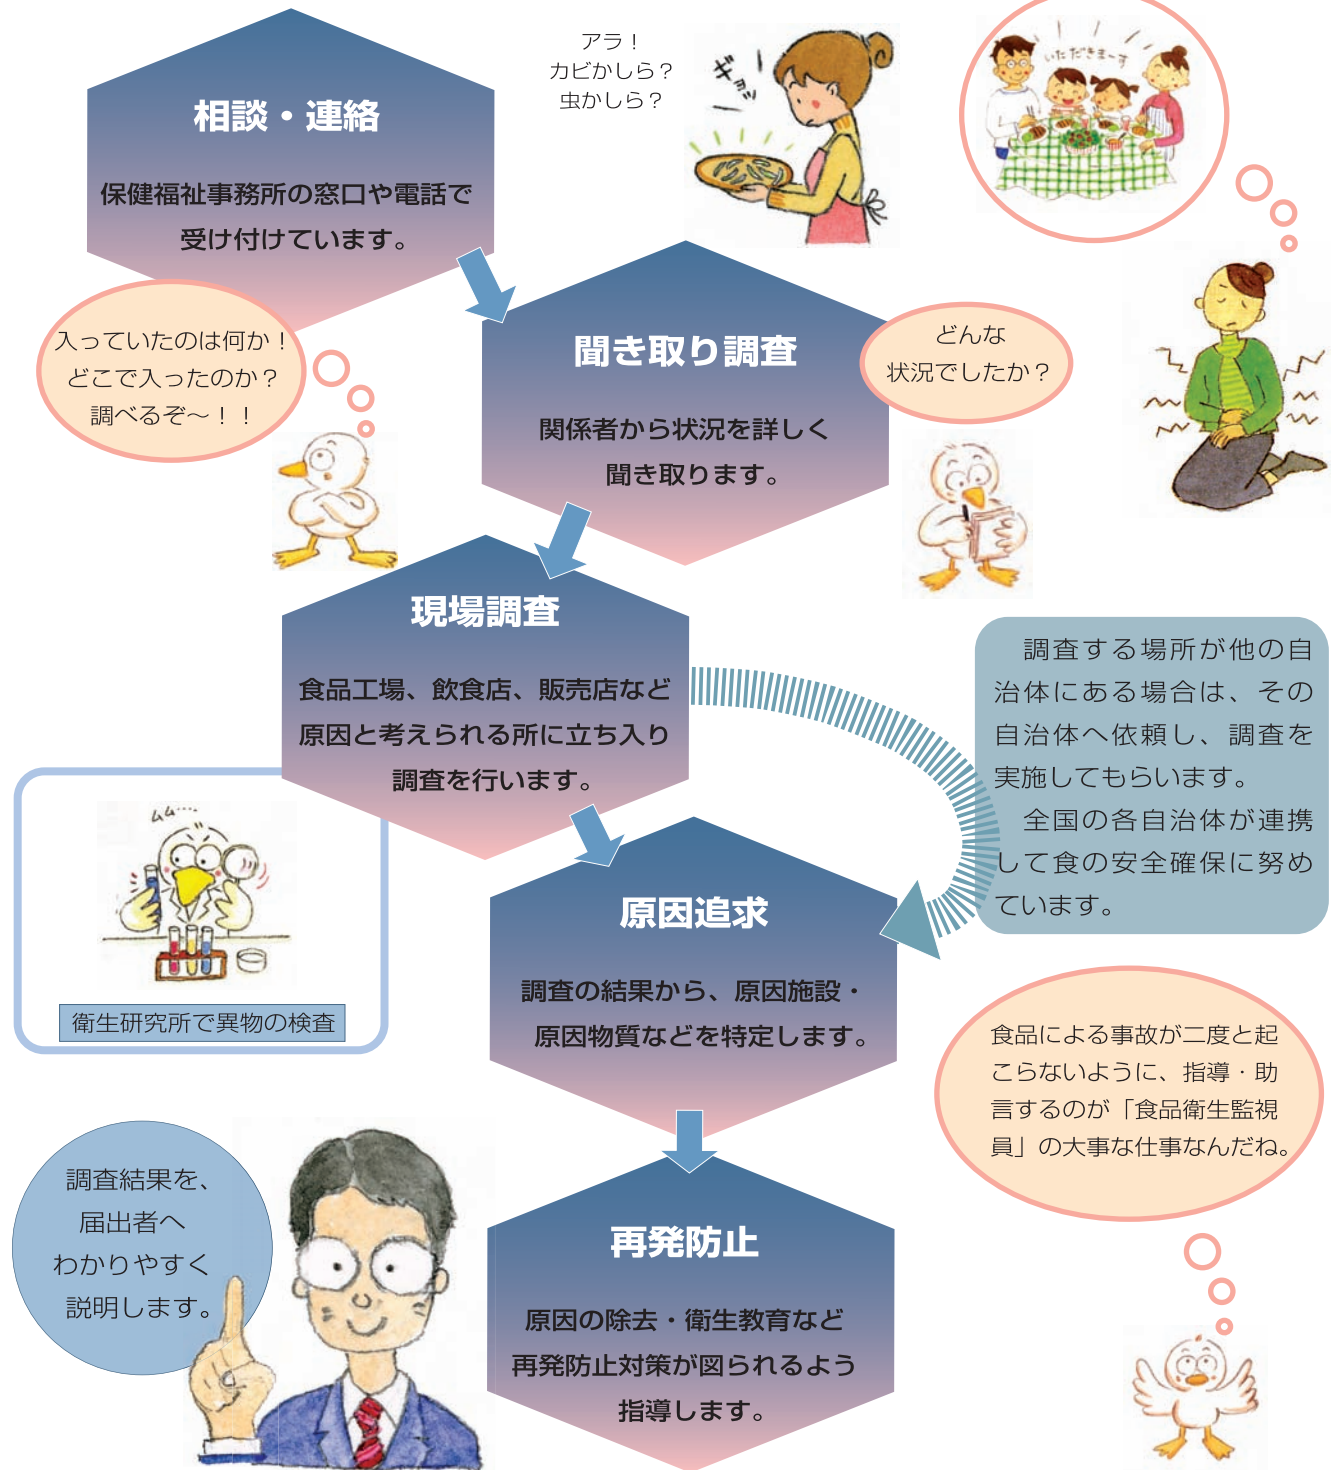 相談・連絡
保健福祉事務所の窓口や電話で
受け付けています。
アラ！
カビかしら？
虫かしら？
ギョッ
いただきまーす
入っていたのは何か！
どこで入ったのか？
調べるぞ～！！
聞き取り調査
関係者から状況を詳しく
聞き取ります。
どんな
状況でしたか？
現場調査
食品工場、飲食店、販売店など
原因と考えられる所に立ち入り
調査を行います。
調査する場所が他の自
治体にある場合は、その
自治体へ依頼し、調査を
実施してもらいます。
全国の各自治体が連携
して食の安全確保に努め
ています。
ムム‥‥
衛生研究所で異物の検査
原因追求
調査の結果から、原因施設・
原因物質などを特定します。
食品による事故が二度と起
こらないように、指導・助
言するのが「食品衛生監視
員」の大事な仕事なんだね。
調査結果を、
届出者へ
わかりやすく
説明します。
再発防止
原因の除去・衛生教育など
再発防止対策が図られるよう
指導します。